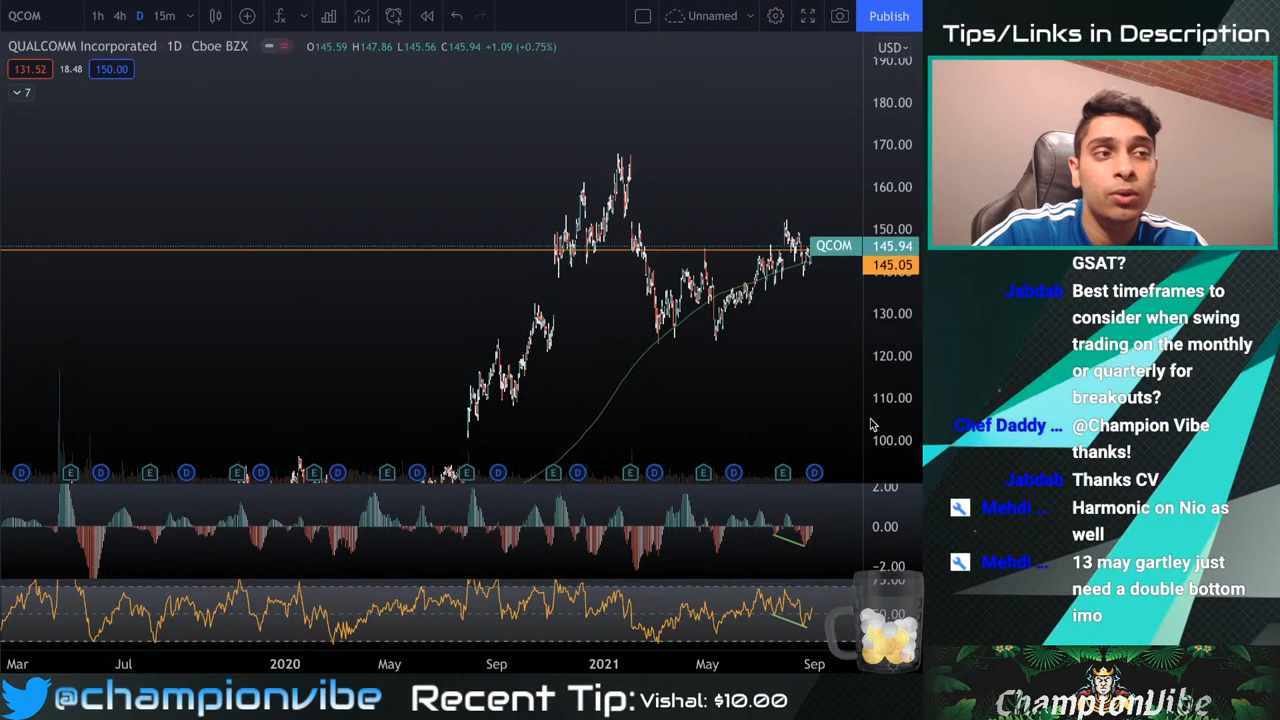 QCOM 1h 4h D 15m Unnamed Publish
Tips/Links in Description
QUALCOMM Incorporated • 1D • Cboe BZX O145.59 H147.86 L145.56 C145.94 +1.09 (+0.75%)
USD
131.52 18.48 150.00
7
190.00
180.00
170.00
160.00
150.00
QCOM 145.94
145.05
130.00
120.00
110.00
100.00
D E D E D E D E D E D E D E D E D E D E D
2.00
0.00
−2.00
75.00
50.00
Mar Jul 2020 May Sep 2021 May Sep
GSAT?
Jabdab Best timeframes to
consider when swing
trading on the monthly
or quarterly for
breakouts?
Chef Daddy ... @Champion Vibe
thanks!
Jabdab Thanks CV
Mehdi ... Harmonic on Nio as
well
Mehdi ... 13 may gartley just
need a double bottom
imo
@championvibe Recent Tip: Vishal: $10.00
ChampionVibe